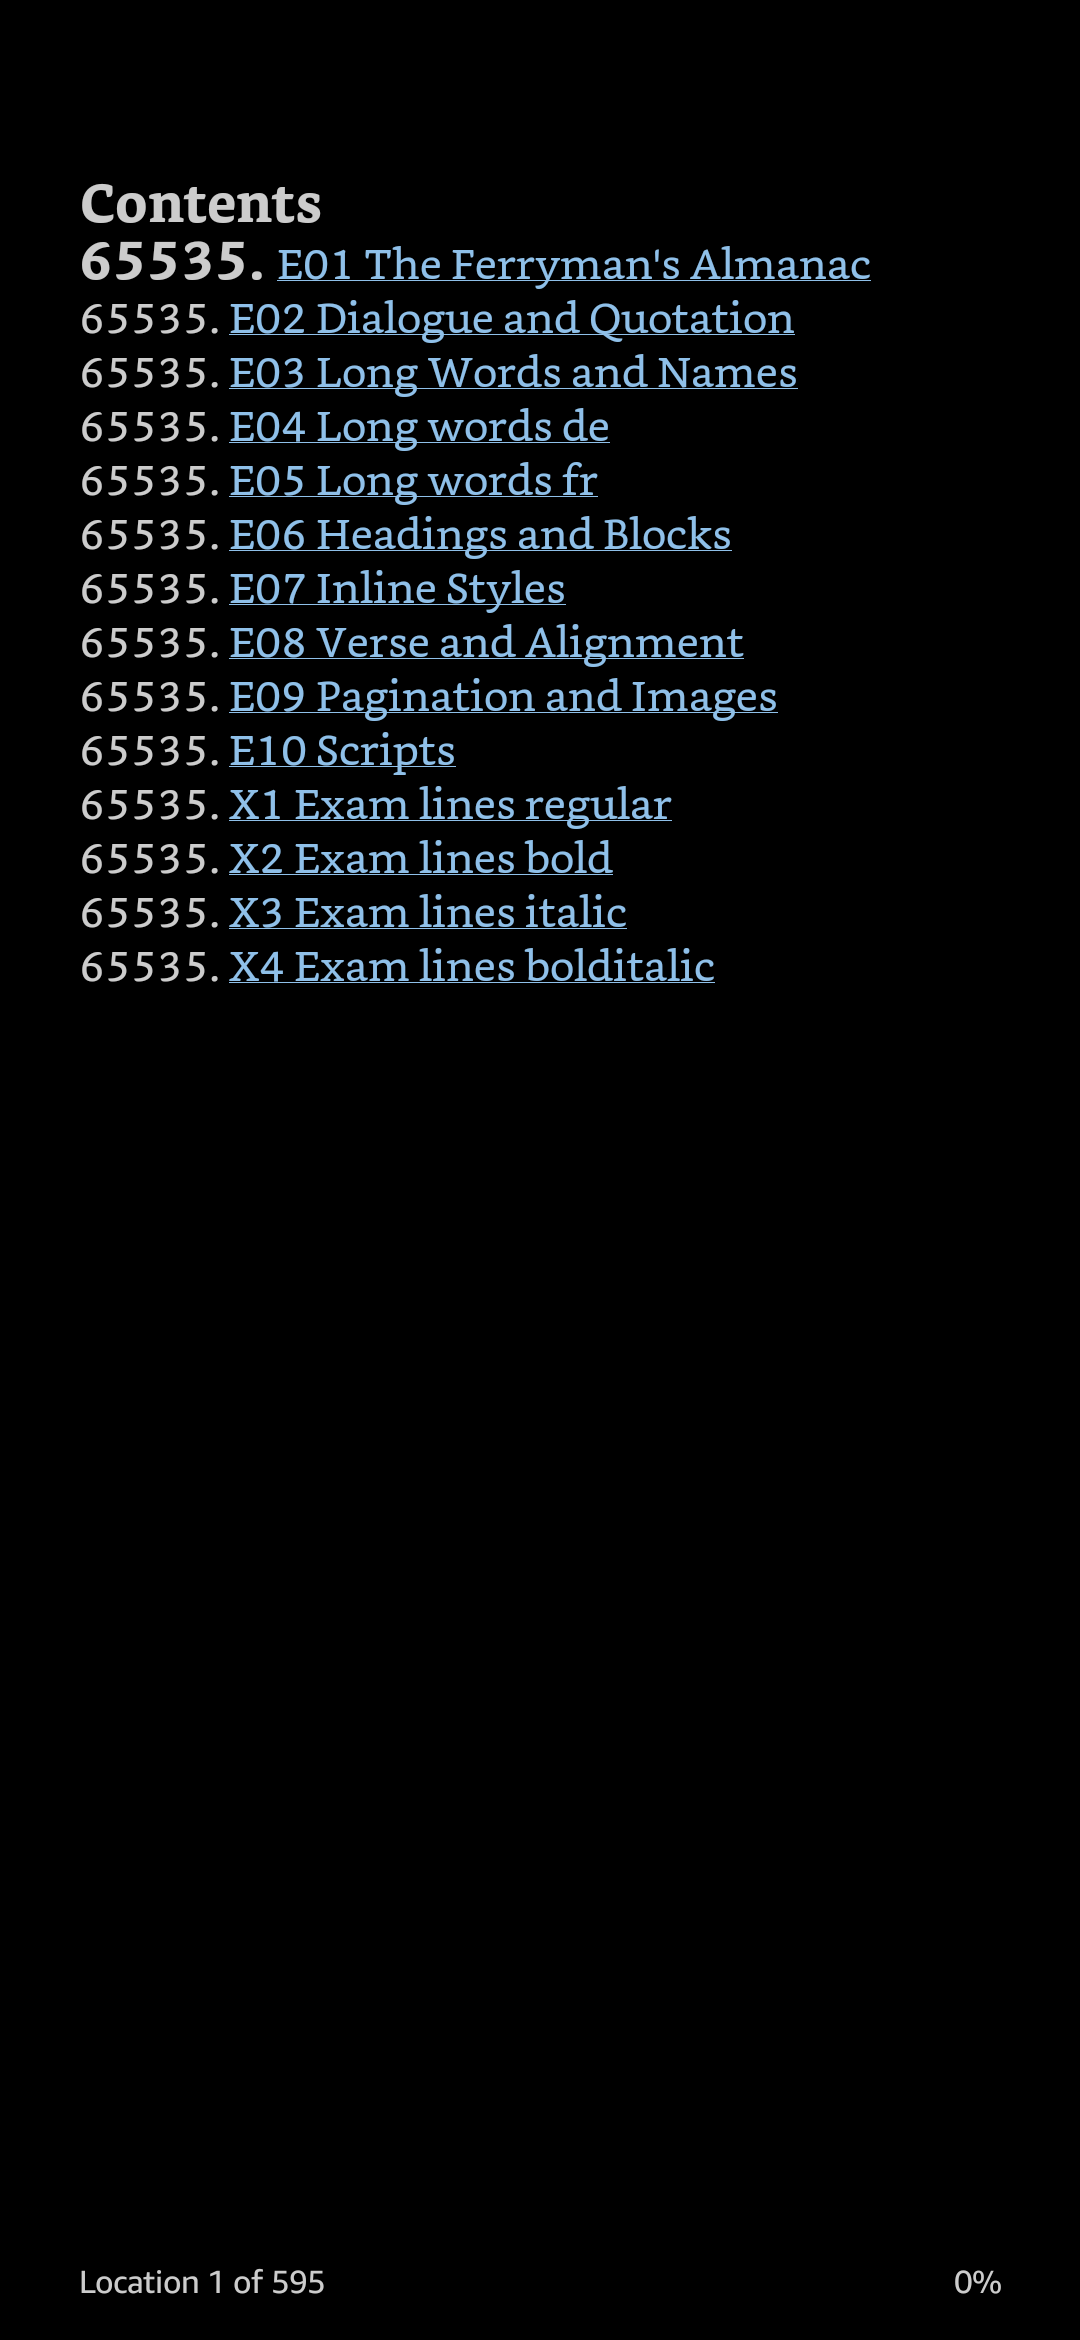 Contents
65535. E01 The Ferryman's Almanac
65535. E02 Dialogue and Quotation
65535. E03 Long Words and Names
65535. E04 Long words de
65535. E05 Long words fr
65535. E06 Headings and Blocks
65535. E07 Inline Styles
65535. E08 Verse and Alignment
65535. E09 Pagination and Images
65535. E10 Scripts
65535. X1 Exam lines regular
65535. X2 Exam lines bold
65535. X3 Exam lines italic
65535. X4 Exam lines bolditalic
Location 1 of 595 0%